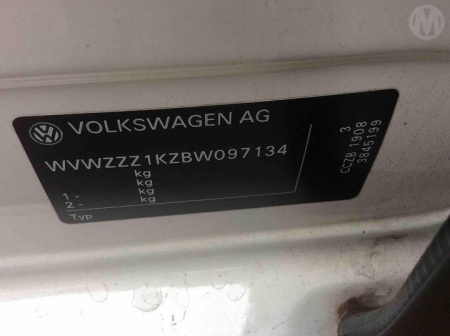 VOLKSWAGEN AG
WVWZZZ1KZBW097134
kg
kg
1 - kg
2 - kg
Typ
3
CCZB 1908
3845199
M